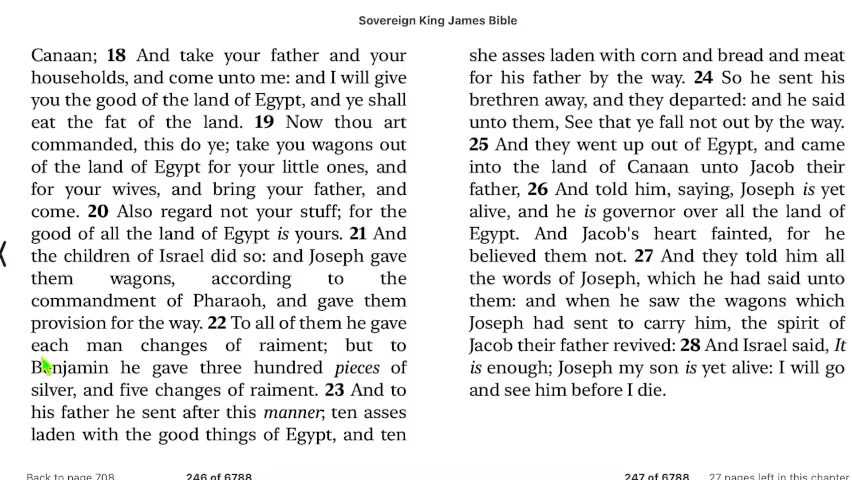 Sovereign King James Bible
Canaan; 18 And take your father and your
households, and come unto me: and I will give
you the good of the land of Egypt, and ye shall
eat the fat of the land. 19 Now thou art
commanded, this do ye; take you wagons out
of the land of Egypt for your little ones, and
for your wives, and bring your father, and
come. 20 Also regard not your stuff; for the
good of all the land of Egypt is yours. 21 And
the children of Israel did so: and Joseph gave
them wagons, according to the
commandment of Pharaoh, and gave them
provision for the way. 22 To all of them he gave
each man changes of raiment; but to
Benjamin he gave three hundred pieces of
silver, and five changes of raiment. 23 And to
his father he sent after this manner; ten asses
laden with the good things of Egypt, and ten
she asses laden with corn and bread and meat
for his father by the way. 24 So he sent his
brethren away, and they departed: and he said
unto them, See that ye fall not out by the way.
25 And they went up out of Egypt, and came
into the land of Canaan unto Jacob their
father, 26 And told him, saying, Joseph is yet
alive, and he is governor over all the land of
Egypt. And Jacob's heart fainted, for he
believed them not. 27 And they told him all
the words of Joseph, which he had said unto
them: and when he saw the wagons which
Joseph had sent to carry him, the spirit of
Jacob their father revived: 28 And Israel said, It
is enough; Joseph my son is yet alive: I will go
and see him before I die.
Back to page 708 246 of 6788 247 of 6788 27 pages left in this chapter